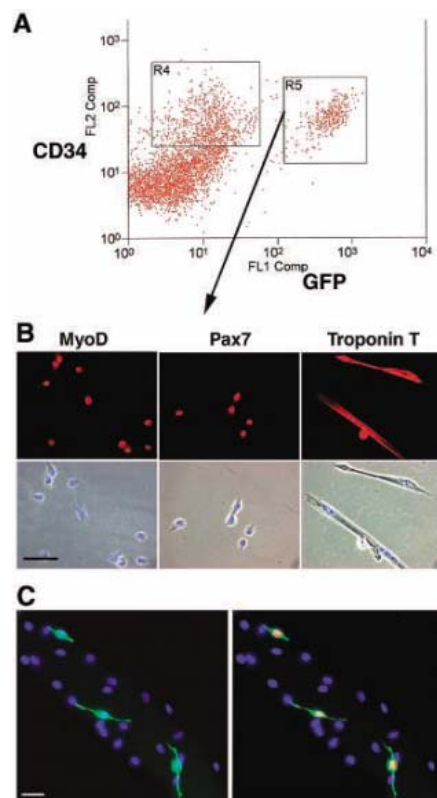 A
FL2 Comp
CD34
10³
10²
10¹
10⁰
R4
R5
10⁰ 10¹ 10² 10³ 10⁴
FL1 Comp
GFP
B
MyoD Pax7 Troponin T
C